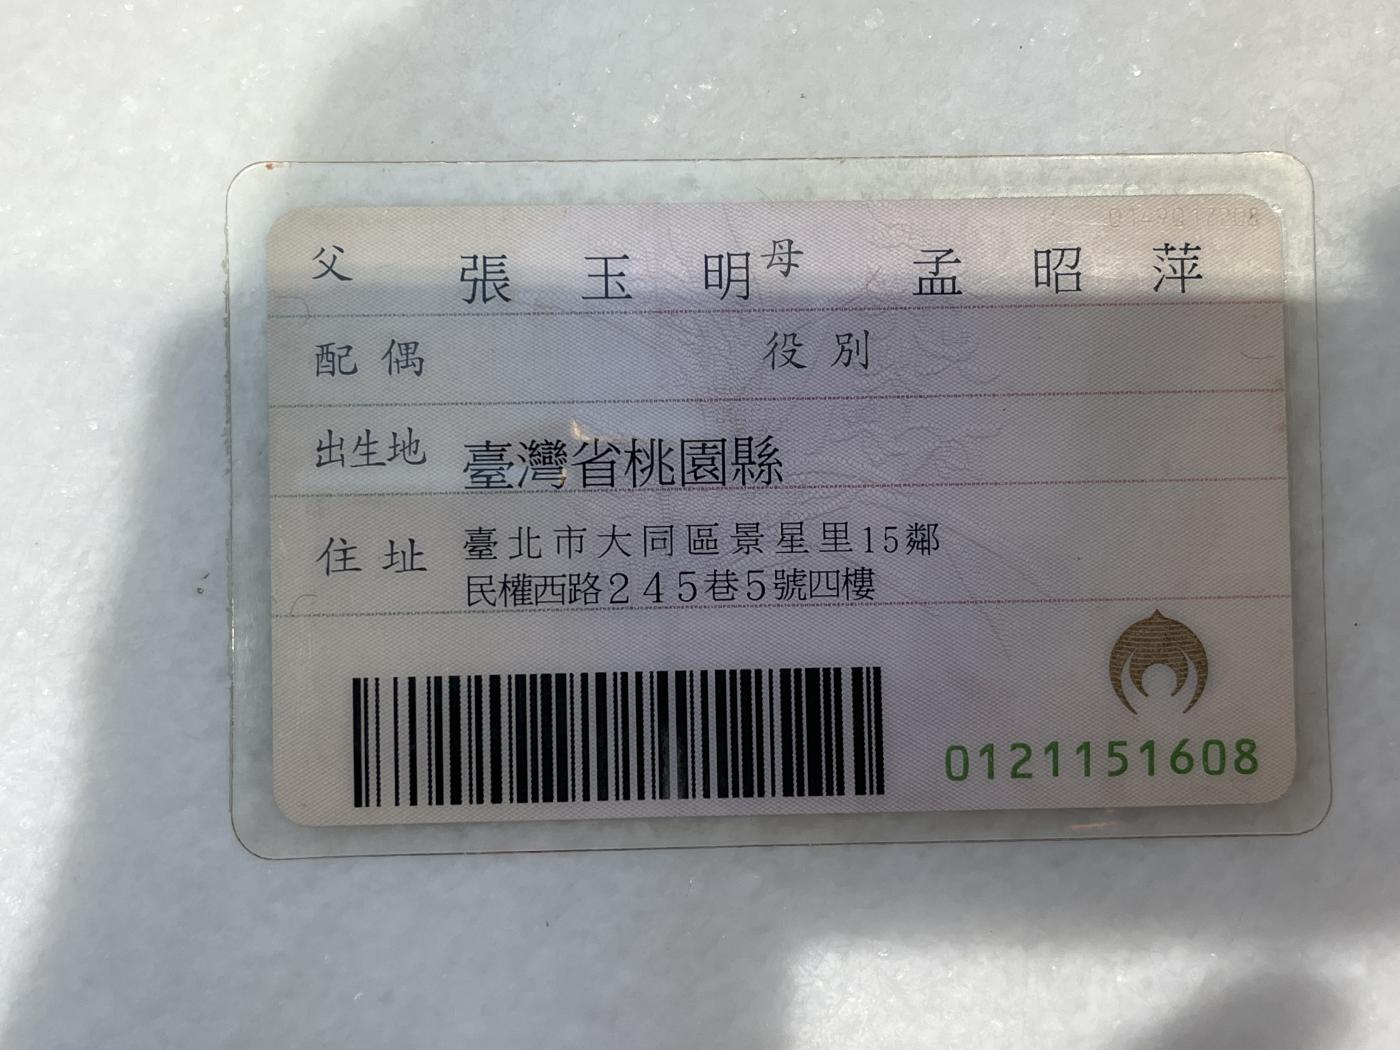 父 張玉明 母 孟昭萍
配偶 役別
出生地 臺灣省桃園縣
住址 臺北市大同區景星里15鄰
民權西路245巷5號四樓
0121151608